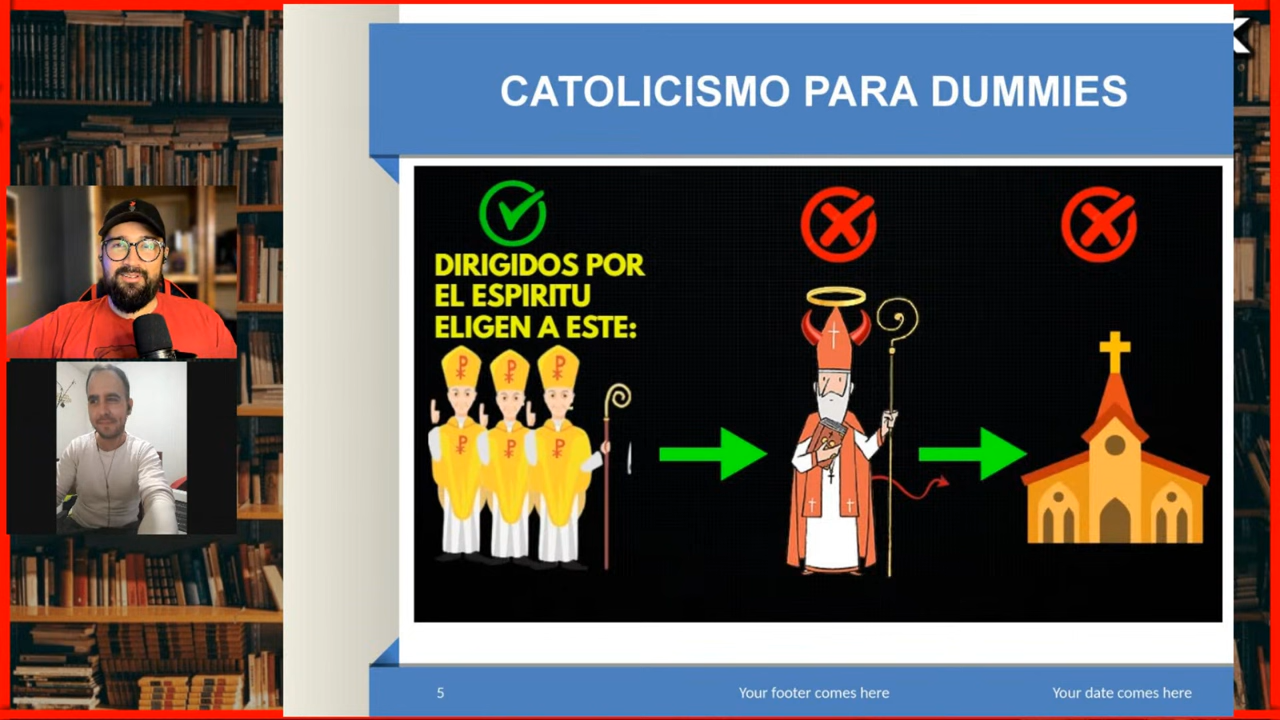 CATOLICISMO PARA DUMMIES
DIRIGIDOS POR
EL ESPIRITU
ELIGEN A ESTE:
5
Your footer comes here
Your date comes here